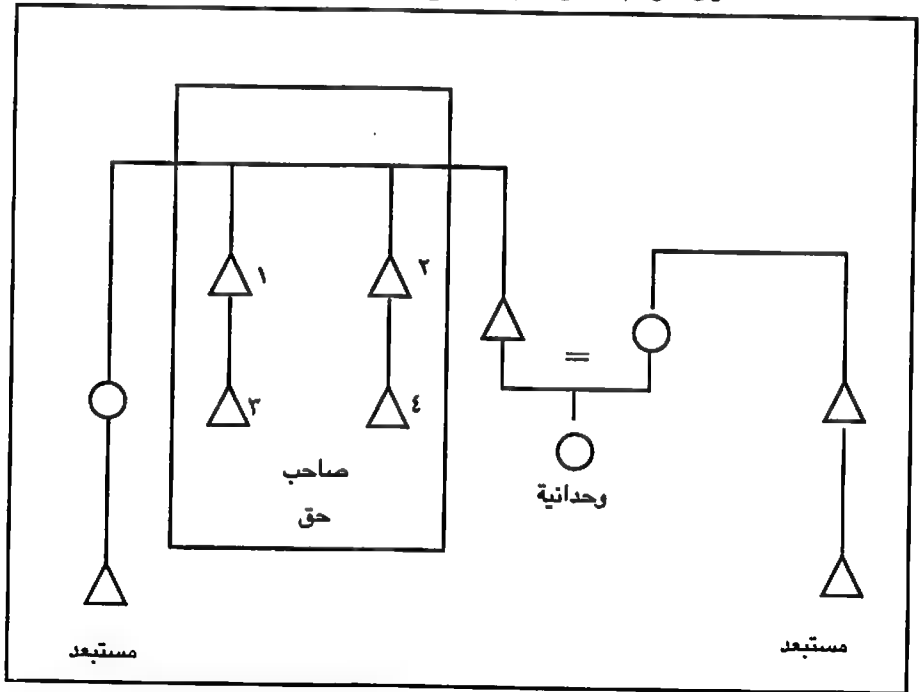 ١
٢
=
٣
٤
صاحب
حق
وحدانية
مستبعد
مستبعد